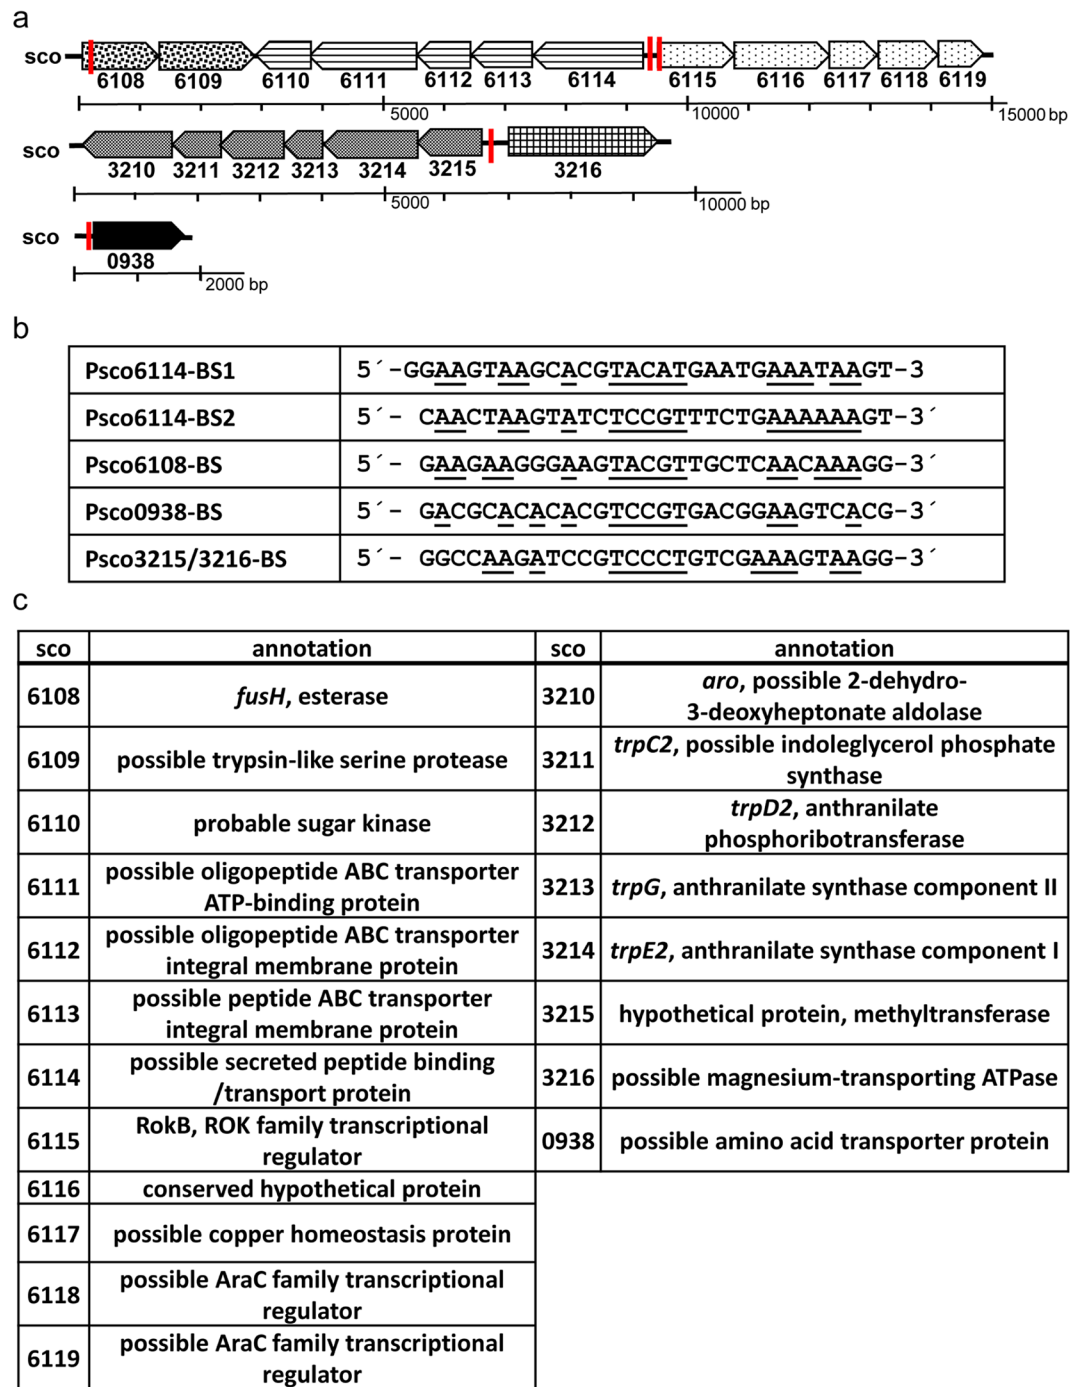 a
sco
6108 6109 6110 6111 6112 6113 6114 6115 6116 6117 6118 6119
5000 10000 15000 bp
sco
3210 3211 3212 3213 3214 3215 3216
5000 10000 bp
sco
0938
2000 bp
b
Psco6114-BS1 5´-GGAAGTAAGCACGTACATGAATGAAATAAGT-3
Psco6114-BS2 5´- CAACTAAGTATCTCCGTTTCTGAAAAAAGT-3´
Psco6108-BS 5´- GAAGAAGGGAAGTACGTTGCTCAACAAAGG-3´
Psco0938-BS 5´- GACGCACACACGTCCGTGACGGAAGTCACG-3´
Psco3215/3216-BS 5´- GGCCAAGATCCGTCCCTGTCGAAAGTAAGG-3´
c
sco annotation sco annotation
6108 fusH, esterase
3210 aro, possible 2-dehydro-
3-deoxyheptonate aldolase
6109 possible trypsin-like serine protease
3211 trpC2, possible indoleglycerol phosphate
synthase
6110 probable sugar kinase
3212 trpD2, anthranilate
phosphoribotransferase
6111 possible oligopeptide ABC transporter
ATP-binding protein
3213 trpG, anthranilate synthase component II
6112 possible oligopeptide ABC transporter
integral membrane protein
3214 trpE2, anthranilate synthase component I
6113 possible peptide ABC transporter
integral membrane protein
3215 hypothetical protein, methyltransferase
6114 possible secreted peptide binding
/transport protein
3216 possible magnesium-transporting ATPase
6115 RokB, ROK family transcriptional
regulator
0938 possible amino acid transporter protein
6116 conserved hypothetical protein
6117 possible copper homeostasis protein
6118 possible AraC family transcriptional
regulator
6119 possible AraC family transcriptional
regulator